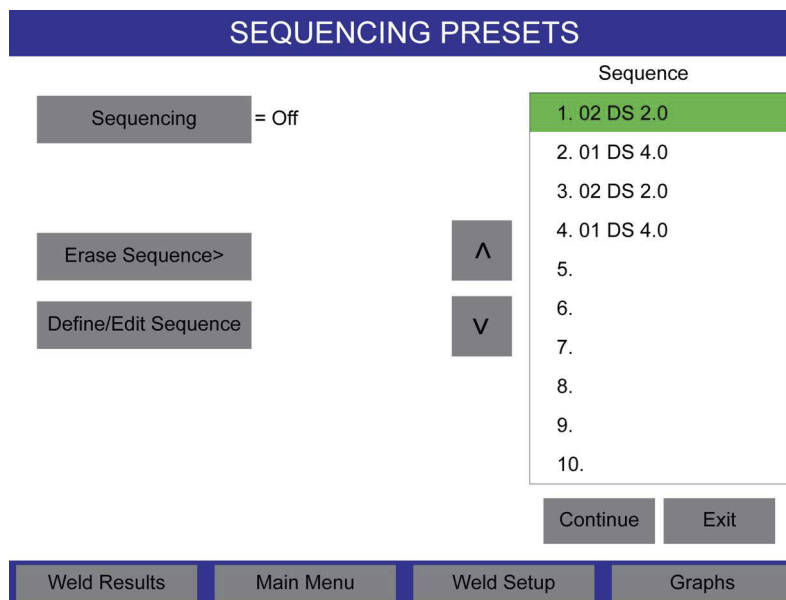 SEQUENCING PRESETS
Sequence
Sequencing = Off
Erase Sequence>
Define/Edit Sequence
ʌ
v
1. 02 DS 2.0
2. 01 DS 4.0
3. 02 DS 2.0
4. 01 DS 4.0
5.
6.
7.
8.
9.
10.
Continue Exit
Weld Results Main Menu Weld Setup Graphs